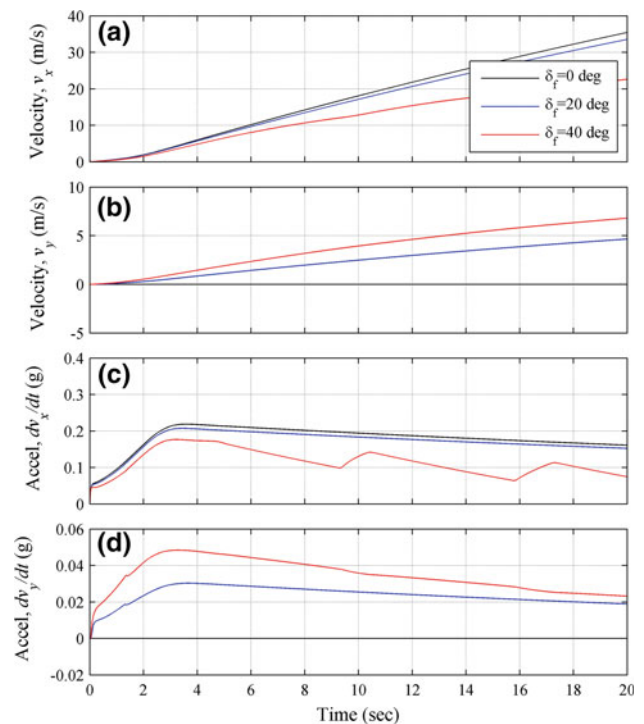 (a)
Velocity, v_x (m/s)
40
30
20
10
0
δ_f=0 deg
δ_f=20 deg
δ_f=40 deg
(b)
Velocity, v_y (m/s)
10
5
0
-5
(c)
Accel, dv_x/dt (g)
0.4
0.3
0.2
0.1
0
(d)
Accel, dv_y/dt (g)
0.06
0.04
0.02
0
-0.02
0 2 4 6 8 10 12 14 16 18 20
Time (sec)